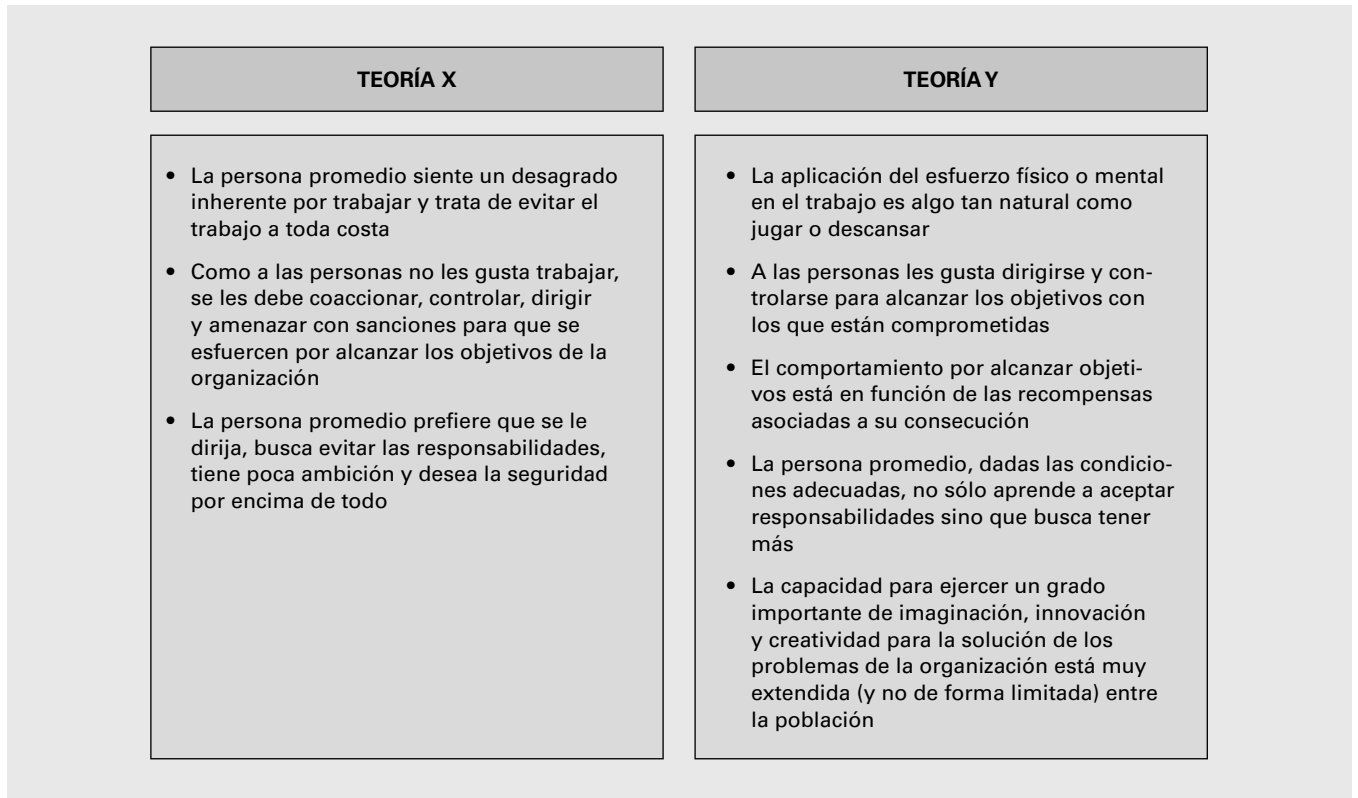 TEORÍA X
• La persona promedio siente un desagrado
inherente por trabajar y trata de evitar el
trabajo a toda costa
• Como a las personas no les gusta trabajar,
se les debe coaccionar, controlar, dirigir
y amenazar con sanciones para que se
esfuercen por alcanzar los objetivos de la
organización
• La persona promedio prefiere que se le
dirija, busca evitar las responsabilidades,
tiene poca ambición y desea la seguridad
por encima de todo
TEORÍA Y
• La aplicación del esfuerzo físico o mental
en el trabajo es algo tan natural como
jugar o descansar
• A las personas les gusta dirigirse y con-
trolarse para alcanzar los objetivos con
los que están comprometidas
• El comportamiento por alcanzar objeti-
vos está en función de las recompensas
asociadas a su consecución
• La persona promedio, dadas las condicio-
nes adecuadas, no sólo aprende a aceptar
responsabilidades sino que busca tener
más
• La capacidad para ejercer un grado
importante de imaginación, innovación
y creatividad para la solución de los
problemas de la organización está muy
extendida (y no de forma limitada) entre
la población